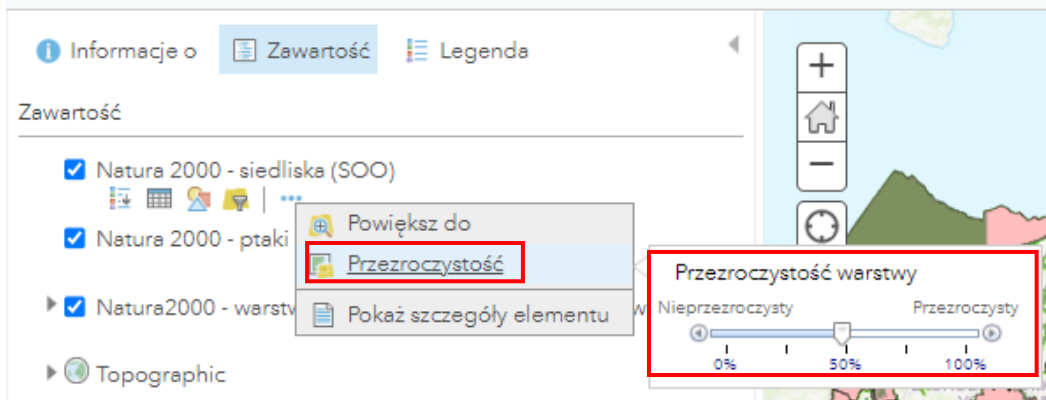 Informacje o Zawartość Legenda
Zawartość
Natura 2000 - siedliska (SOO)
Natura 2000 - ptaki
Natura2000 - warstw
Topographic
Powiększ do
Przezroczystość
Pokaż szczegóły elementu
Przezroczystość warstwy
Nieprzezroczysty Przezroczysty
0% 50% 100%